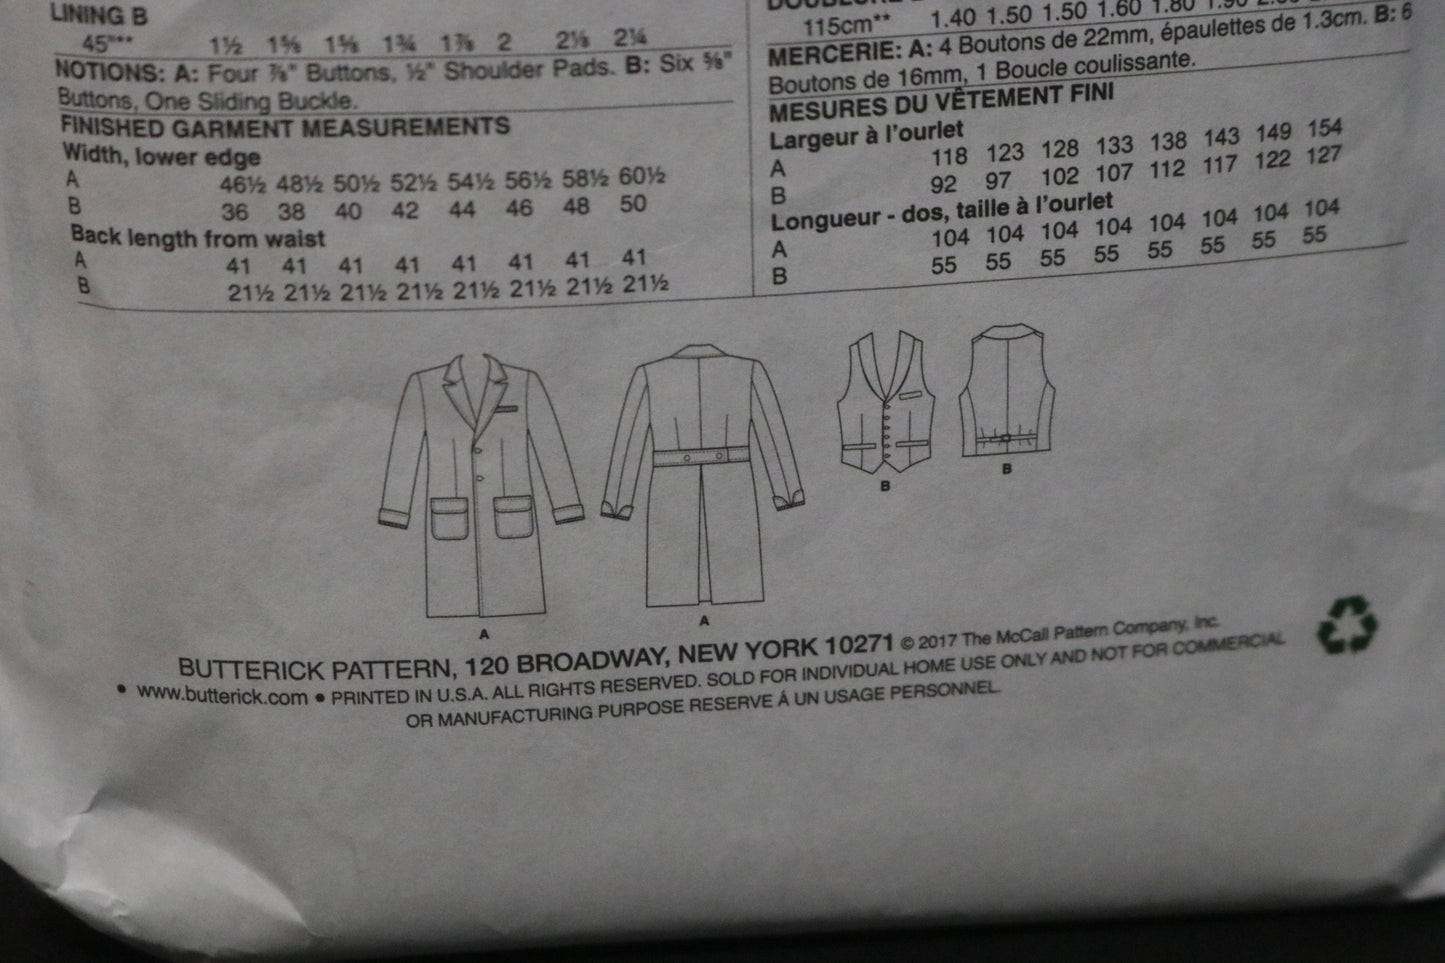 LINING B
45"*** 1½ 1⅝ 1⅝ 1¾ 1⅞ 2 2⅛ 2¼
NOTIONS: A: Four ⅞" Buttons, ½" Shoulder Pads. B: Six ⅝"
Buttons, One Sliding Buckle.
FINISHED GARMENT MEASUREMENTS
Width, lower edge
A 46½ 48½ 50½ 52½ 54½ 56½ 58½ 60½
B 36 38 40 42 44 46 48 50
Back length from waist
A 41 41 41 41 41 41 41 41
B 21½ 21½ 21½ 21½ 21½ 21½ 21½ 21½
115cm** 1.40 1.50 1.50 1.60 1.80 1.90
MERCERIE: A: 4 Boutons de 22mm, épaulettes de 1.3cm. B: 6
Boutons de 16mm, 1 Boucle coulissante.
MESURES DU VÊTEMENT FINI
Largeur à l'ourlet
A 118 123 128 133 138 143 149 154
B 92 97 102 107 112 117 122 127
Longueur - dos, taille à l'ourlet
A 104 104 104 104 104 104 104 104
B 55 55 55 55 55 55 55 55
A
A
B
B
BUTTERICK PATTERN, 120 BROADWAY, NEW YORK 10271 © 2017 The McCall Pattern Company, Inc.
• www.butterick.com • PRINTED IN U.S.A. ALL RIGHTS RESERVED. SOLD FOR INDIVIDUAL HOME USE ONLY AND NOT FOR COMMERCIAL
OR MANUFACTURING PURPOSE RESERVE Á UN USAGE PERSONNEL.